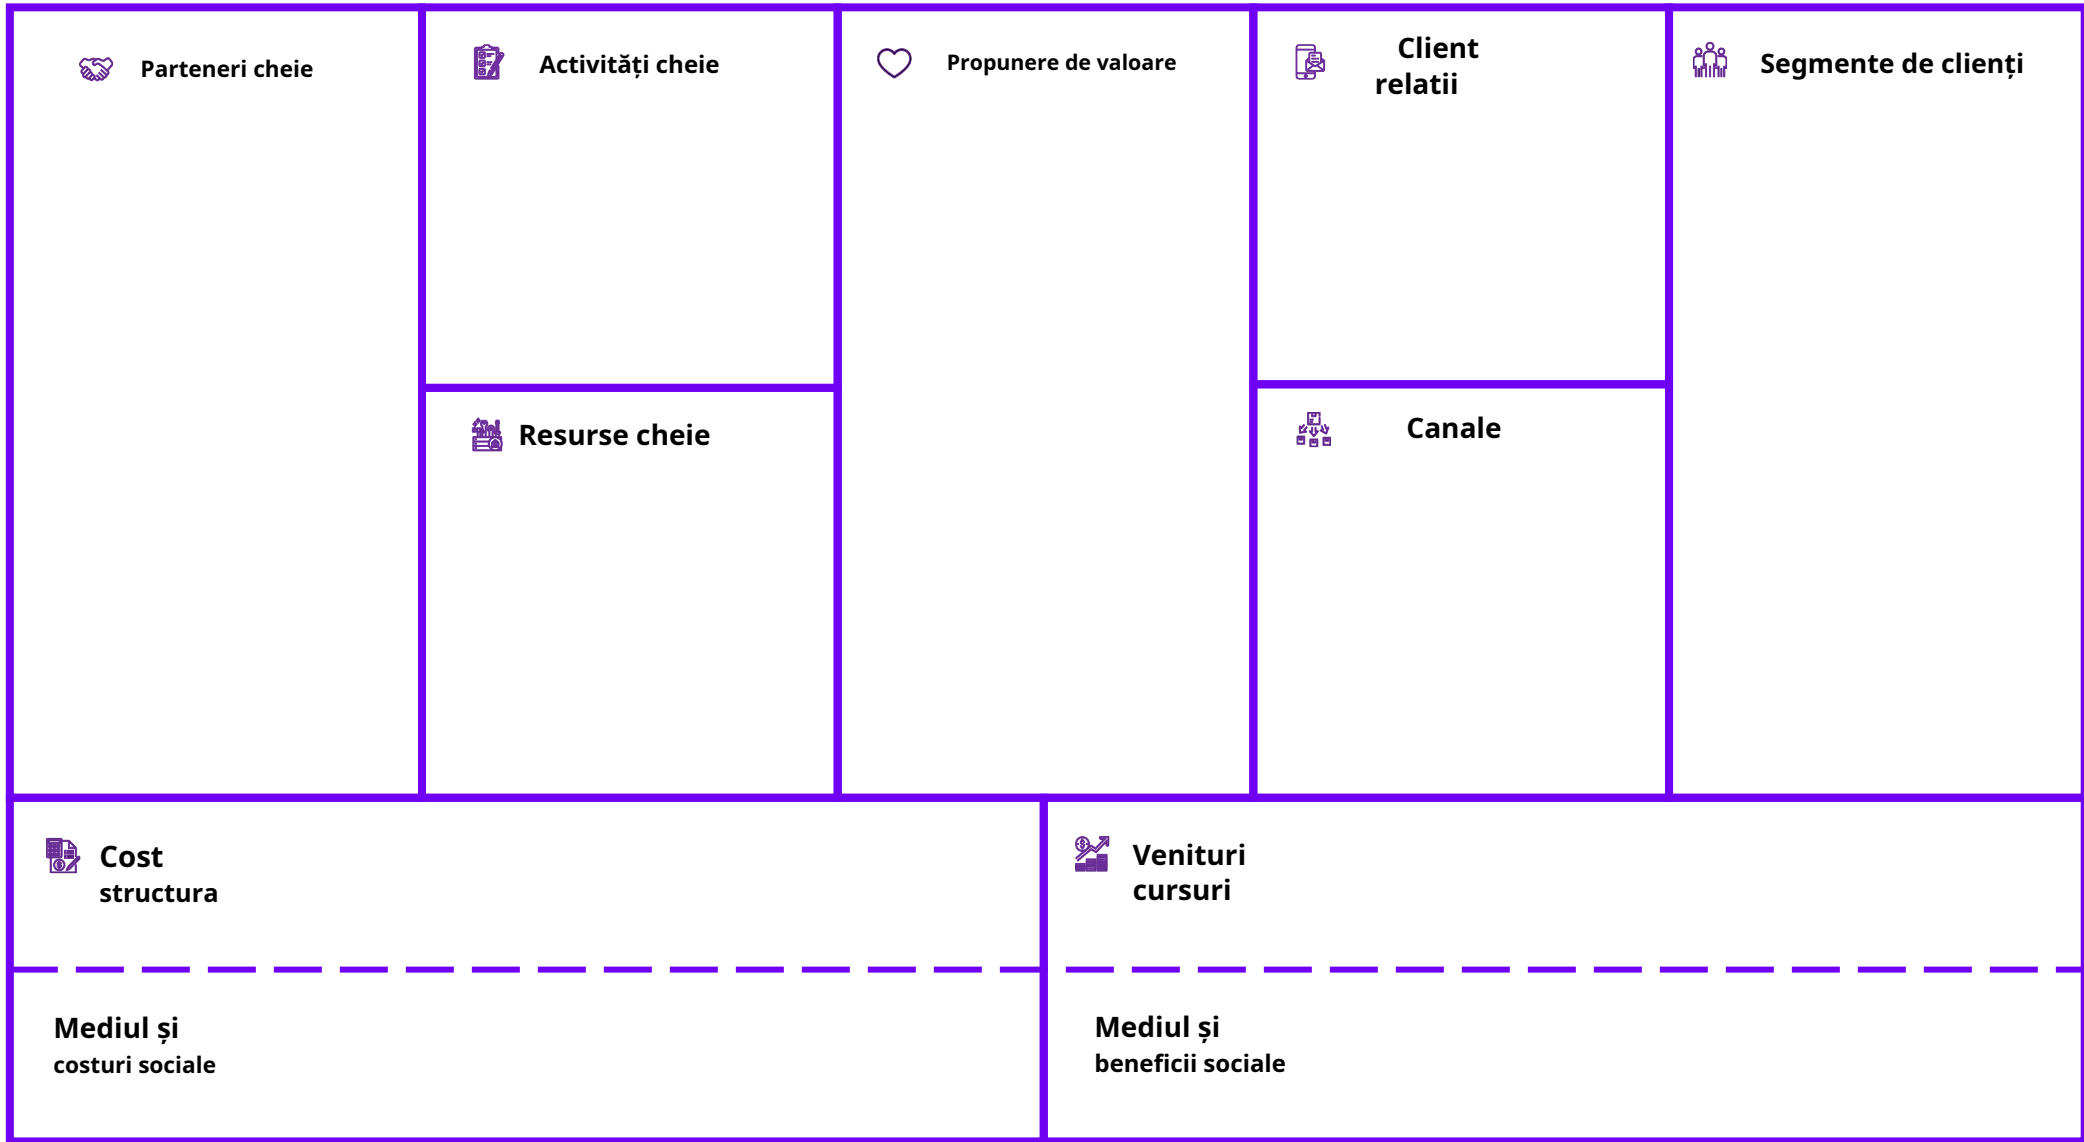 Parteneri cheie
Activități cheie
Propunere de valoare
Client
relatii
Segmente de clienți
Resurse cheie
Canale
Cost
structura
Venituri
cursuri
Mediul și
costuri sociale
Mediul și
beneficii sociale